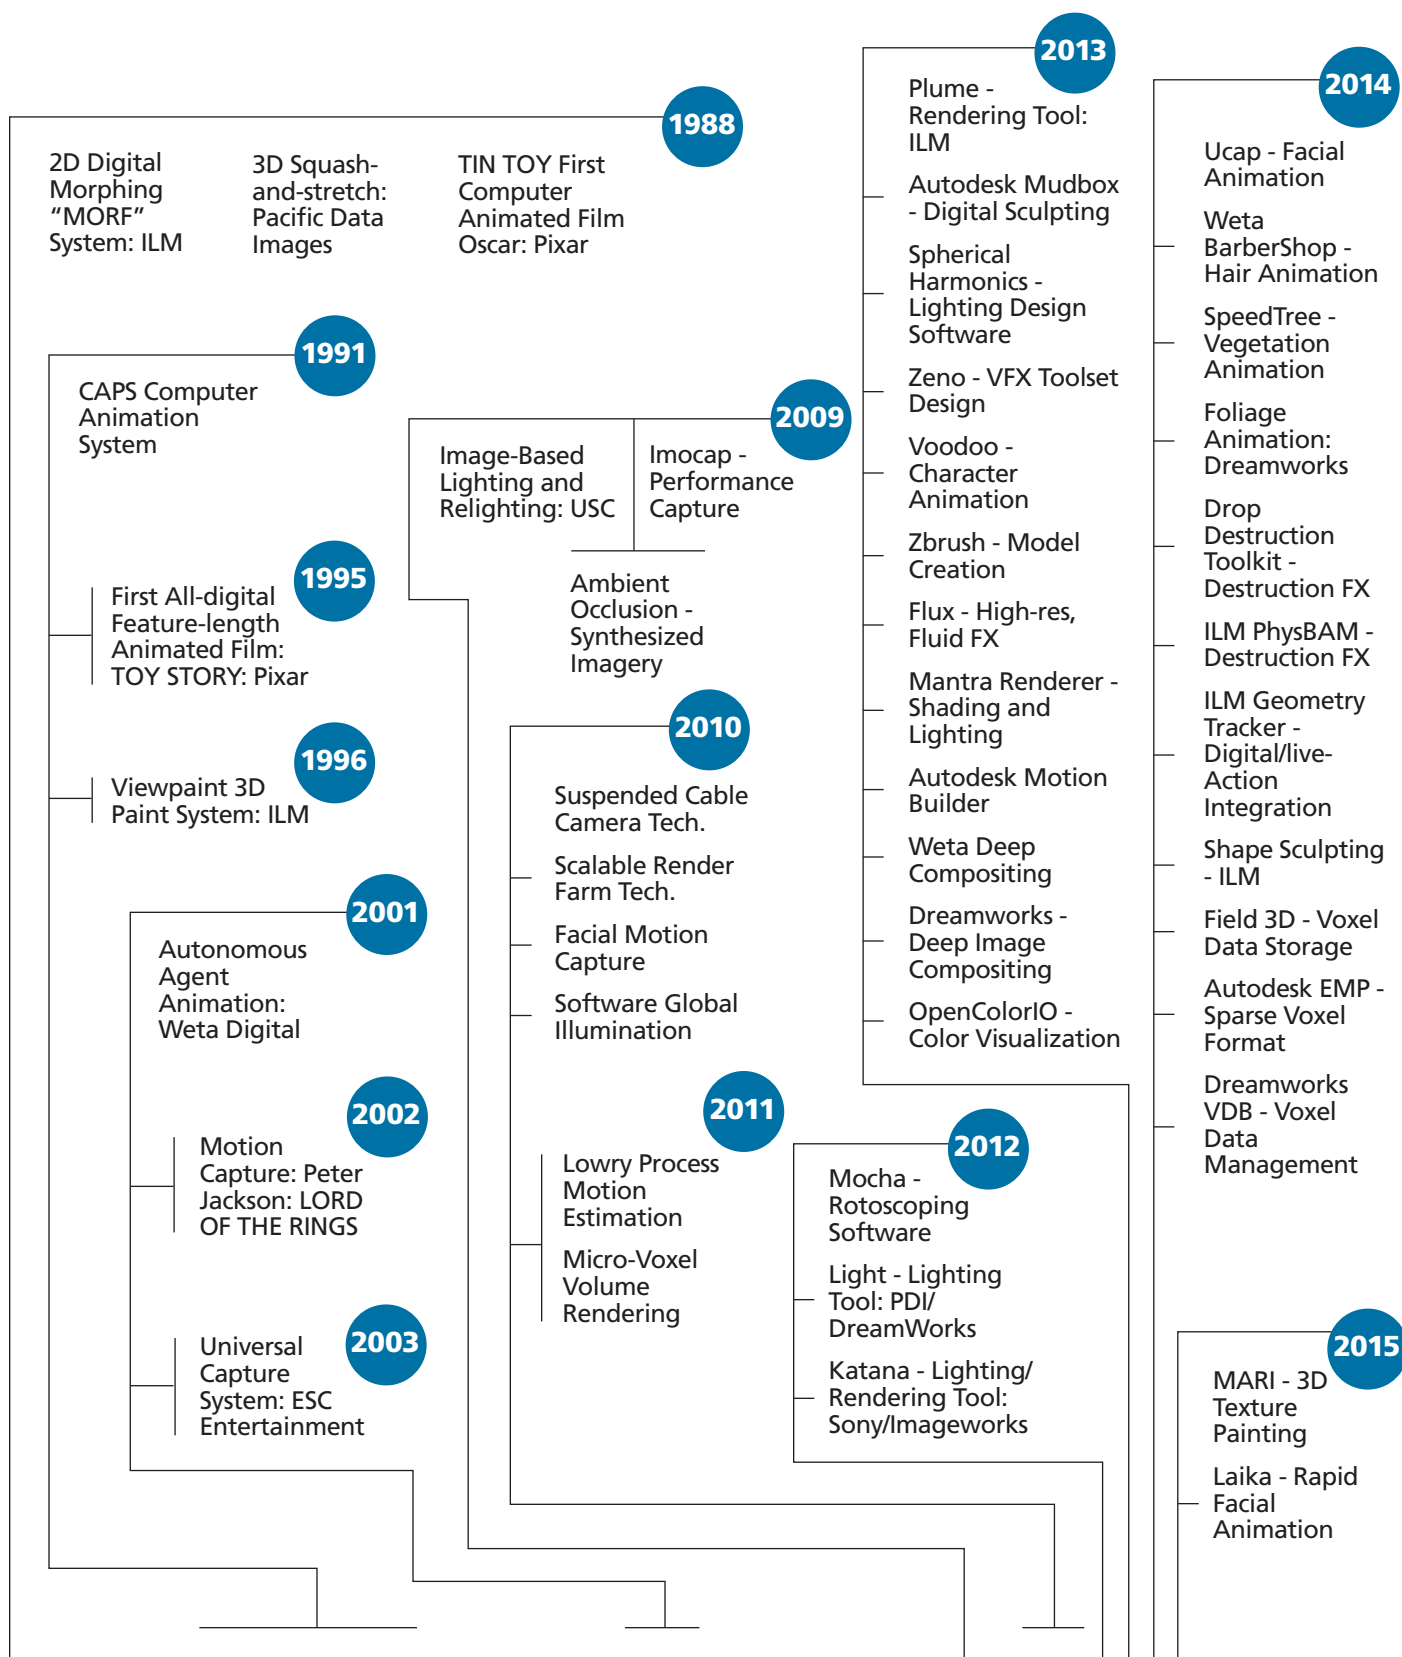 1988
2D Digital
Morphing
“MORF”
System: ILM
3D Squash-
and-stretch:
Pacific Data
Images
TIN TOY First
Computer
Animated Film
Oscar: Pixar
1991
CAPS Computer
Animation
System
1995
First All-digital
Feature-length
Animated Film:
TOY STORY: Pixar
1996
Viewpaint 3D
Paint System: ILM
2001
Autonomous
Agent
Animation:
Weta Digital
2002
Motion
Capture: Peter
Jackson: LORD
OF THE RINGS
2003
Universal
Capture
System: ESC
Entertainment
2009
Image-Based
Lighting and
Relighting: USC
Imocap -
Performance
Capture
Ambient
Occlusion -
Synthesized
Imagery
2010
Suspended Cable
Camera Tech.
Scalable Render
Farm Tech.
Facial Motion
Capture
Software Global
Illumination
2011
Lowry Process
Motion
Estimation
Micro-Voxel
Volume
Rendering
2012
Mocha -
Rotoscoping
Software
Light - Lighting
Tool: PDI/
DreamWorks
Katana - Lighting/
Rendering Tool:
Sony/Imageworks
2013
Plume -
Rendering Tool:
ILM
Autodesk Mudbox
- Digital Sculpting
Spherical
Harmonics -
Lighting Design
Software
Zeno - VFX Toolset
Design
Voodoo -
Character
Animation
Zbrush - Model
Creation
Flux - High-res,
Fluid FX
Mantra Renderer -
Shading and
Lighting
Autodesk Motion
Builder
Weta Deep
Compositing
Dreamworks -
Deep Image
Compositing
OpenColorIO -
Color Visualization
2014
Ucap - Facial
Animation
Weta
BarberShop -
Hair Animation
SpeedTree -
Vegetation
Animation
Foliage
Animation:
Dreamworks
Drop
Destruction
Toolkit -
Destruction FX
ILM PhysBAM -
Destruction FX
ILM Geometry
Tracker -
Digital/live-
Action
Integration
Shape Sculpting
- ILM
Field 3D - Voxel
Data Storage
Autodesk EMP -
Sparse Voxel
Format
Dreamworks
VDB - Voxel
Data
Management
2015
MARI - 3D
Texture
Painting
Laika - Rapid
Facial
Animation